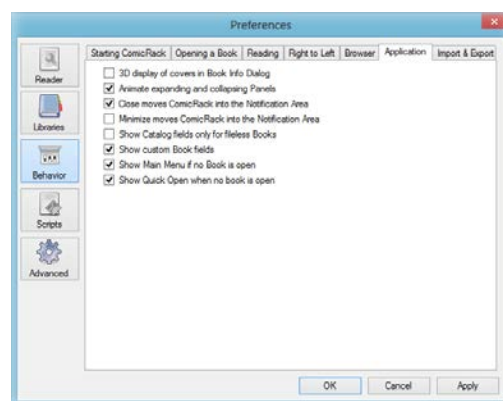 Preferences
Starting ComicRack Opening a Book Reading Right to Left Browser Application Import & Export
Reader
Libraries
Behavior
Scripts
Advanced
3D display of covers in Book Info Dialog
Animate expanding and collapsing Panels
Close moves ComicRack into the Notification Area
Minimize moves ComicRack into the Notification Area
Show Catalog fields only for fileless Books
Show custom Book fields
Show Main Menu if no Book is open
Show Quick Open when no book is open
OK Cancel Apply